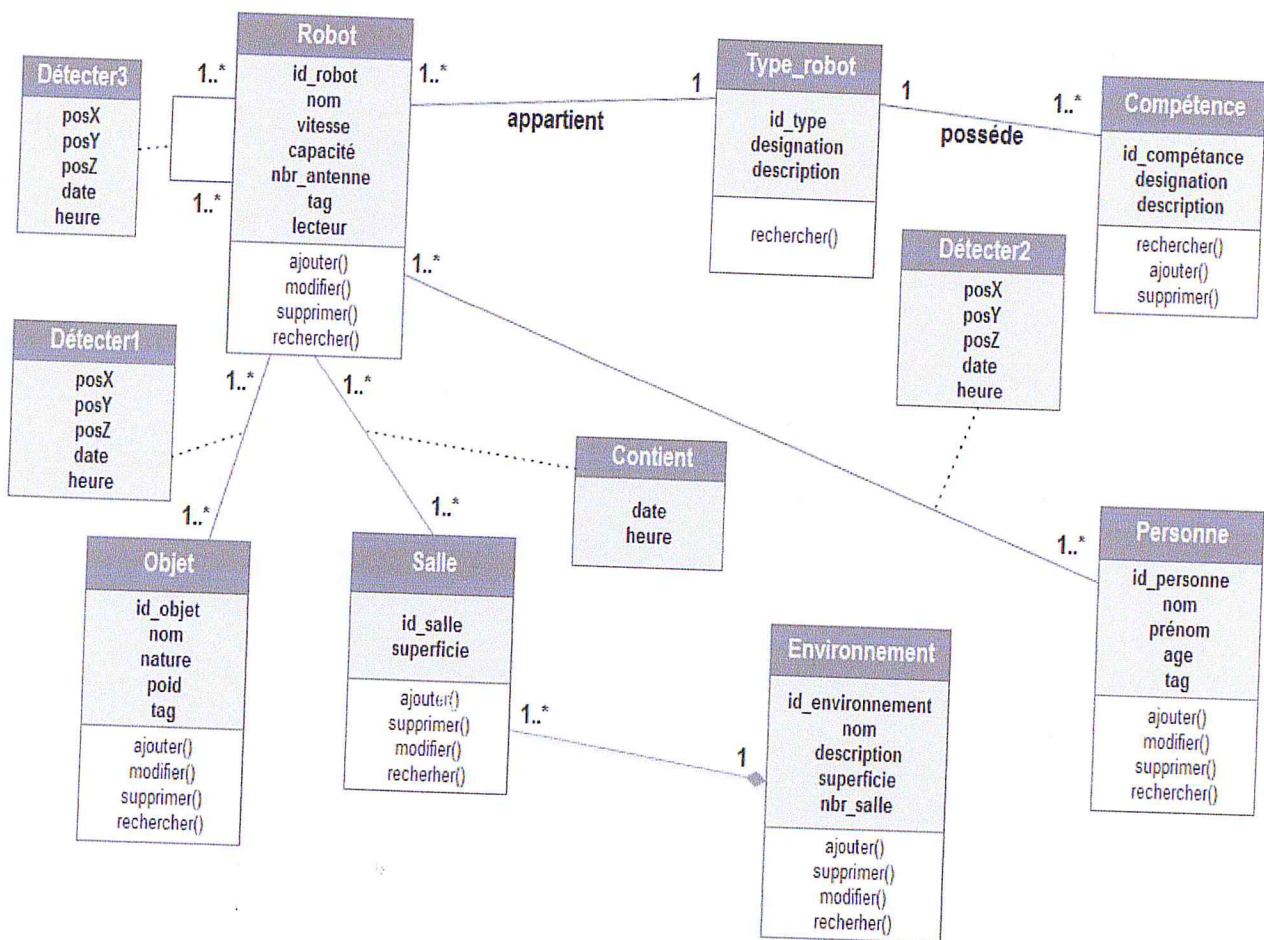 Robot
id_robot
nom
vitesse
capacité
nbr_antenne
tag
lecteur
ajouter()
modifier()
supprimer()
rechercher()
Détecter3
posX
posY
posZ
date
heure
1..*
1..*
1..*
appartient
1
Type_robot
id_type
designation
description
rechercher()
1
posséde
1..*
Compétence
id_compétance
designation
description
rechercher()
ajouter()
supprimer()
Détecter2
posX
posY
posZ
date
heure
1..*
1..*
Détecter1
posX
posY
posZ
date
heure
1..*
1..*
1..*
1..*
Contient
date
heure
Objet
id_objet
nom
nature
poid
tag
ajouter()
modifier()
supprimer()
rechercher()
Salle
id_salle
superficie
ajouter()
supprimer()
modifier()
recherher()
1..*
1
Environnement
id_environnement
nom
description
superficie
nbr_salle
ajouter()
supprimer()
modifier()
recherher()
Personne
id_personne
nom
prénom
age
tag
ajouter()
modifier()
supprimer()
rechercher()